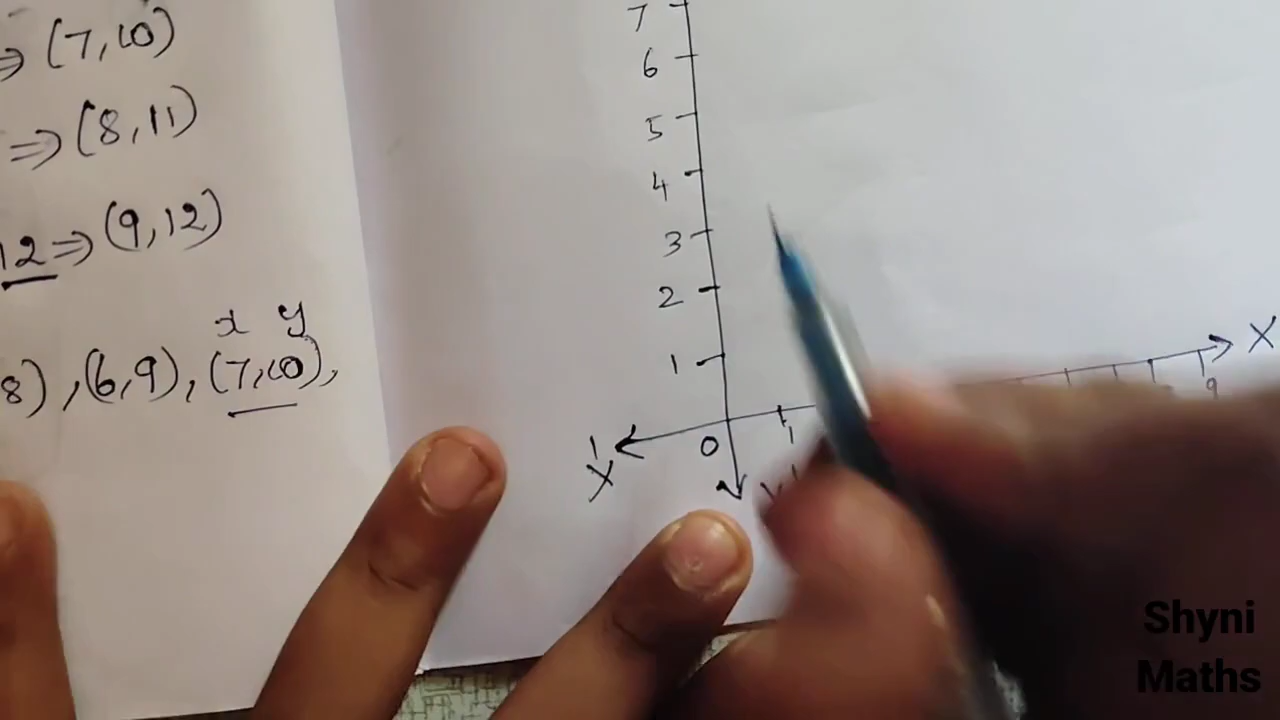 ⇒ (7,10)
⇒ (8,11)
12 ⇒ (9,12)
x y
8) , (6,9) , (7,10) ,
7
6
5
4
3
2
1
X
9
0
1
X
Shyni
Maths